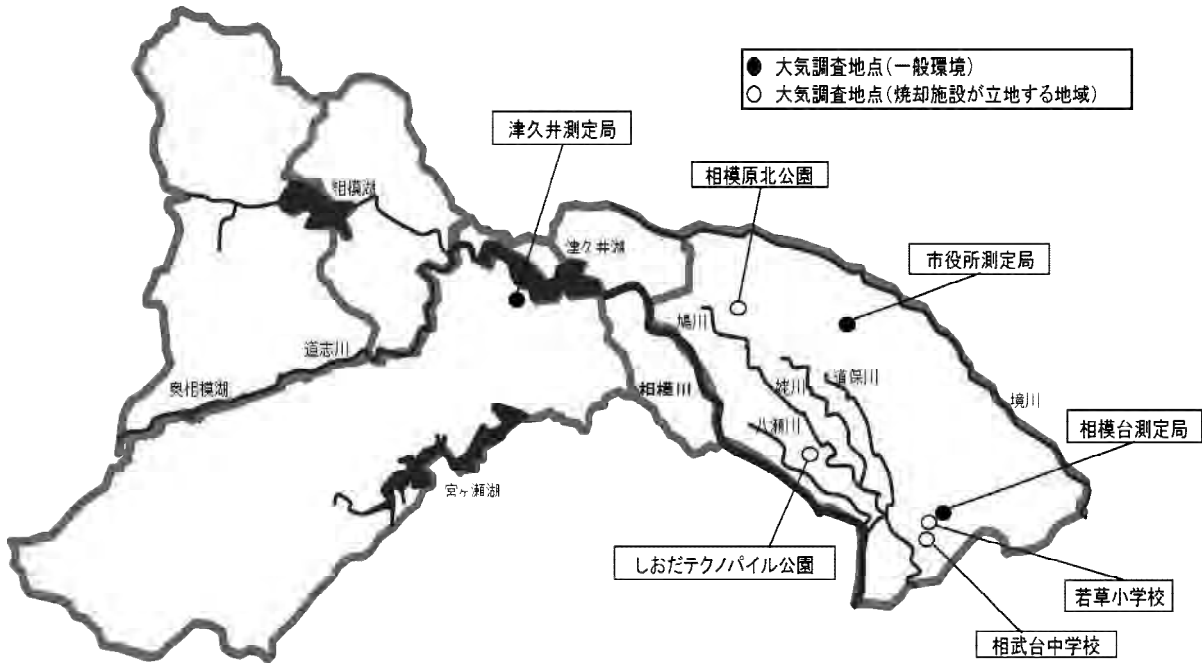 ● 大気調査地点(一般環境)
○ 大気調査地点(焼却施設が立地する地域)
津久井測定局
相模原北公園
相模湖
津久井湖
市役所測定局
鳩川
道志川
奥相模湖
相模川
姥川
道保川
八瀬川
境川
相模台測定局
宮ヶ瀬湖
しおだテクノパイル公園
若草小学校
相武台中学校